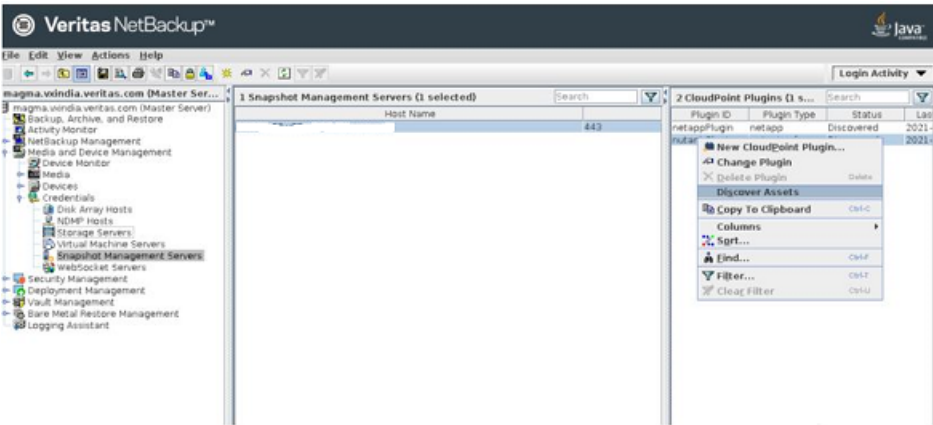 Veritas NetBackup™
Java
COMPATIBLE
File Edit View Actions Help
Login Activity
magma.vxindia.veritas.com (Master Ser...
magma.vxindia.veritas.com (Master Server)
Backup, Archive, and Restore
Activity Monitor
NetBackup Management
Media and Device Management
Device Monitor
Media
Devices
Credentials
Disk Array Hosts
NDMP Hosts
Storage Servers
Virtual Machine Servers
Snapshot Management Servers
WebSocket Servers
Security Management
Deployment Management
Vault Management
Bare Metal Restore Management
Logging Assistant
1 Snapshot Management Servers (1 selected) Search
Host Name
443
2 CloudPoint Plugins (1 s... Search
Plugin ID Plugin Type Status Las
netappPlugin netapp Discovered 2021-
2021-
New CloudPoint Plugin...
Change Plugin
Delete Plugin Delete
Discover Assets
Copy To Clipboard Ctrl-C
Columns
Sort...
Find... Ctrl-F
Filter... Ctrl-T
Clear Filter Ctrl-U